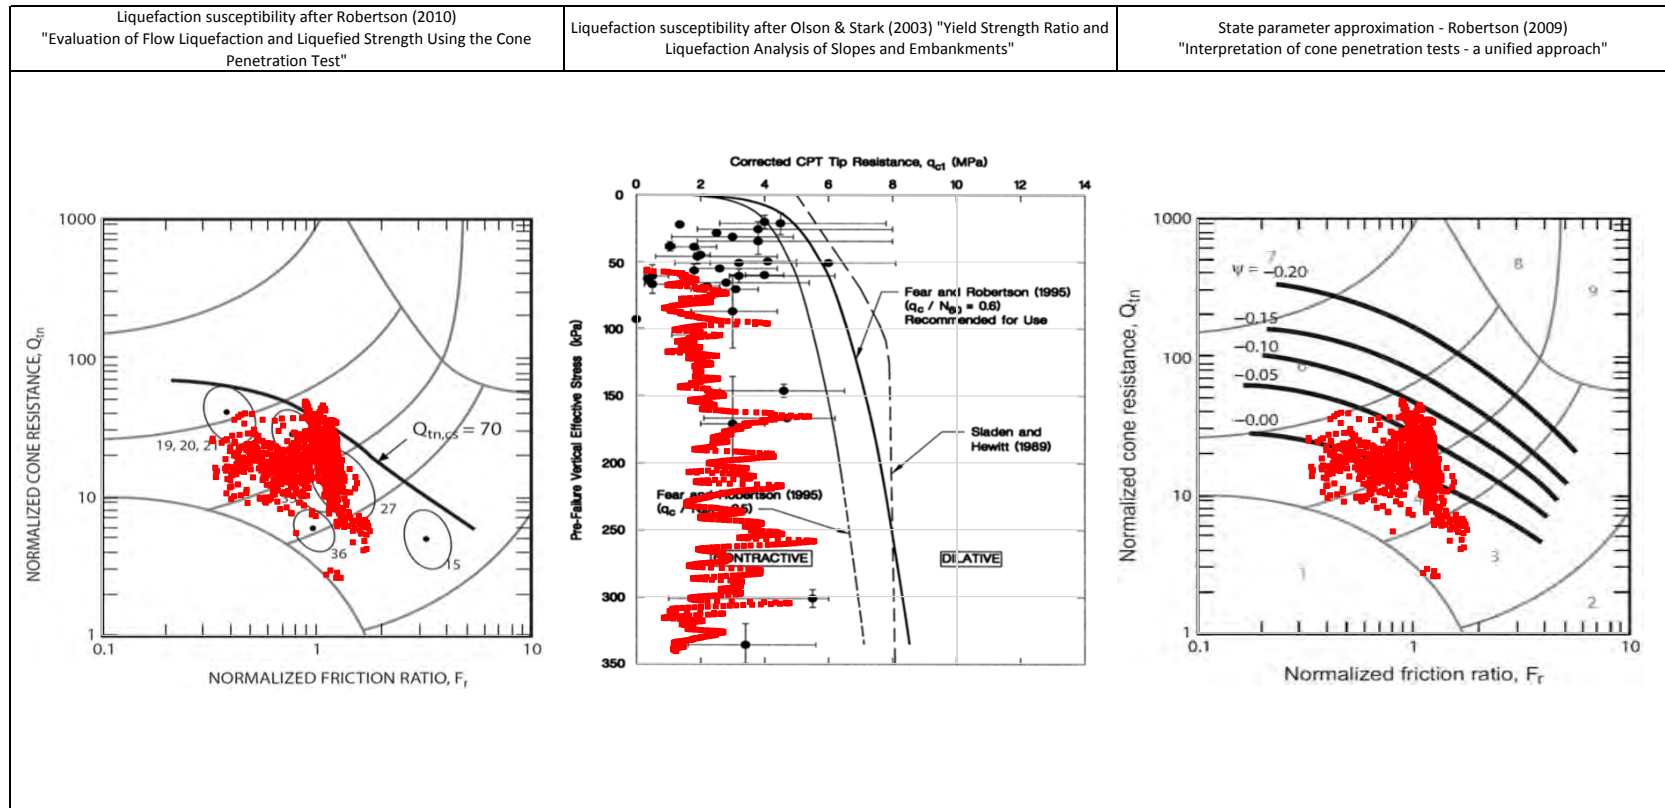 Liquefaction susceptibility after Robertson (2010)
"Evaluation of Flow Liquefaction and Liquefied Strength Using the Cone
Penetration Test"
Liquefaction susceptibility after Olson & Stark (2003) "Yield Strength Ratio and
Liquefaction Analysis of Slopes and Embankments"
State parameter approximation - Robertson (2009)
"Interpretation of cone penetration tests - a unified approach"
NORMALIZED CONE RESISTANCE, Qtn
1000
100
10
1
0.1
1
10
NORMALIZED FRICTION RATIO, Fr
Qtn,cs = 70
19, 20, 21
27
36
15
Corrected CPT Tip Resistance, qc1 (MPa)
0 2 4 6 8 10 12 14
Pre-Failure Vertical Effective Stress (kPa)
0
50
100
150
200
250
300
350
Fear and Robertson (1995)
(qc / N60 = 0.6)
Recommended for Use
Sladen and
Hewitt (1989)
Fear and Robertson (1995)
DILATIVE
Normalized cone resistance, Qtn
1000
100
10
1
0.1
1
10
Normalized friction ratio, Fr
7
8
9
ψ = -0.20
-0.15
-0.10
6
-0.05
-0.00
4
3
1
2